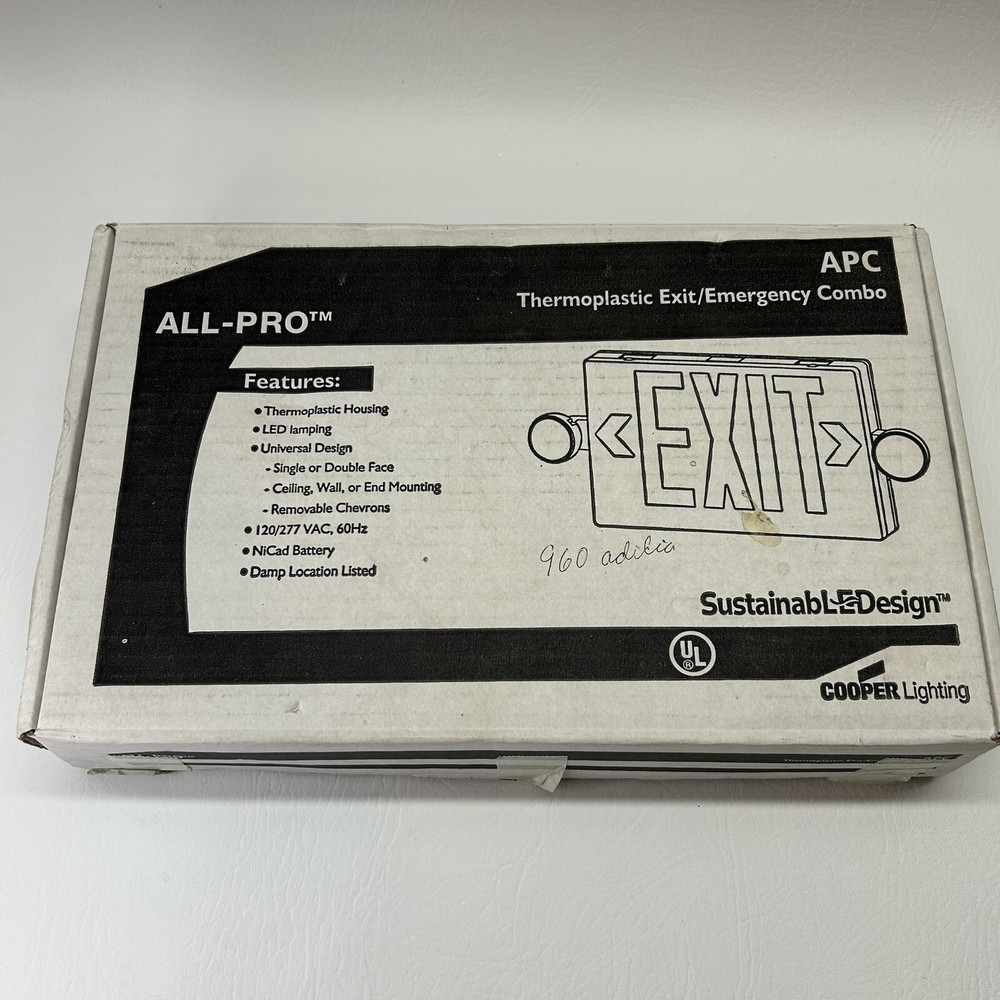 APC
Thermoplastic Exit/Emergency Combo
ALL-PRO™
Features:
• Thermoplastic Housing
• LED lamping
• Universal Design
- Single or Double Face
- Ceiling, Wall, or End Mounting
- Removable Chevrons
• 120/277 VAC, 60Hz
• NiCad Battery
• Damp Location Listed
EXIT
960
SustainabLEDesign™
UL
®
COOPER Lighting